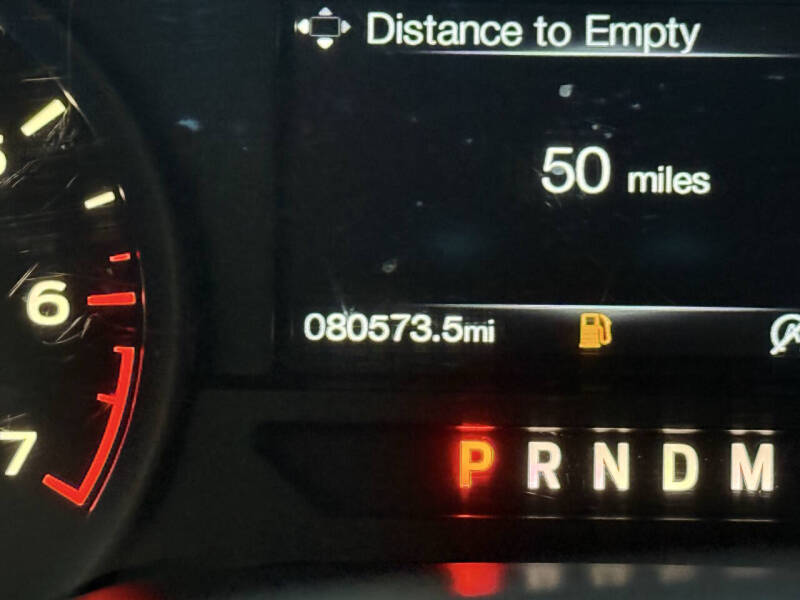 Distance to Empty
50 miles
6
080573.5mi
7
P R N D M